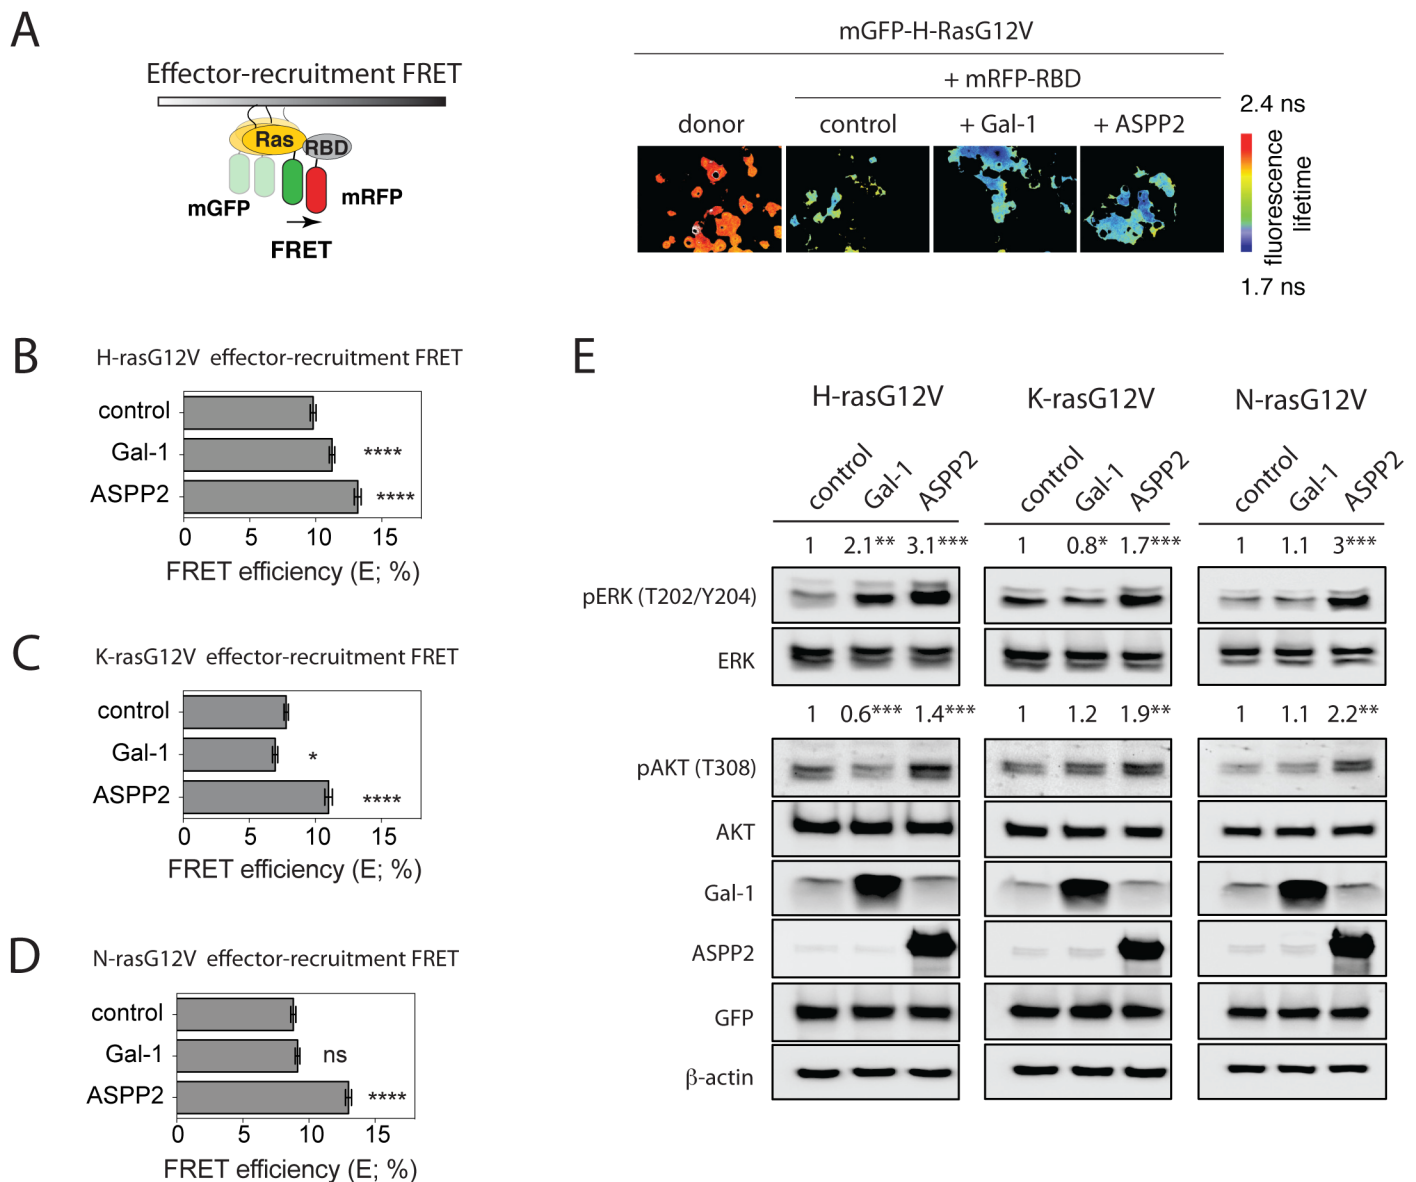 A
Effector-recruitment FRET
Ras
RBD
mGFP
mRFP
FRET
mGFP-H-RasG12V
+ mRFP-RBD
donor control + Gal-1 + ASPP2
2.4 ns
fluorescence
lifetime
1.7 ns
B
H-rasG12V effector-recruitment FRET
control
Gal-1 ****
ASPP2 ****
0 5 10 15
FRET efficiency (E; %)
C
K-rasG12V effector-recruitment FRET
control
Gal-1 *
ASPP2 ****
0 5 10 15
FRET efficiency (E; %)
D
N-rasG12V effector-recruitment FRET
control
Gal-1 ns
ASPP2 ****
0 5 10 15
FRET efficiency (E; %)
E
H-rasG12V K-rasG12V N-rasG12V
control Gal-1 ASPP2 control Gal-1 ASPP2 control Gal-1 ASPP2
1 2.1** 3.1*** 1 0.8* 1.7*** 1 1.1 3***
pERK (T202/Y204)
ERK
1 0.6*** 1.4*** 1 1.2 1.9** 1 1.1 2.2**
pAKT (T308)
AKT
Gal-1
ASPP2
GFP
β-actin